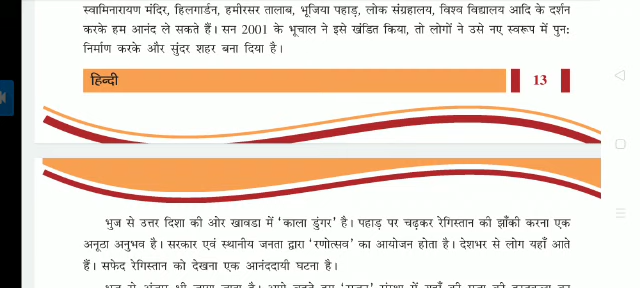 स्वामिनारायण मंदिर, हिलगार्डन, हमीरसर तालाब, भूजिया पहाड़, लोक संग्रहालय, विश्व विद्यालय आदि के दर्शन
करके हम आनंद ले सकते हैं। सन 2001 के भूचाल ने इसे खंडित किया, तो लोगों ने उसे नए स्वरूप में पुन:
निर्माण करके और सुंदर शहर बना दिया है।
हिन्दी 13
भुज से उत्तर दिशा की ओर खावडा में ‘काला डुंगर’ है। पहाड़ पर चढ़कर रेगिस्तान की झाँकी करना एक
अनूठा अनुभव है। सरकार एवं स्थानीय जनता द्वारा ‘रणोत्सव’ का आयोजन होता है। देशभर से लोग यहाँ आते
हैं। सफेद रेगिस्तान को देखना एक आनंददायी घटना है।